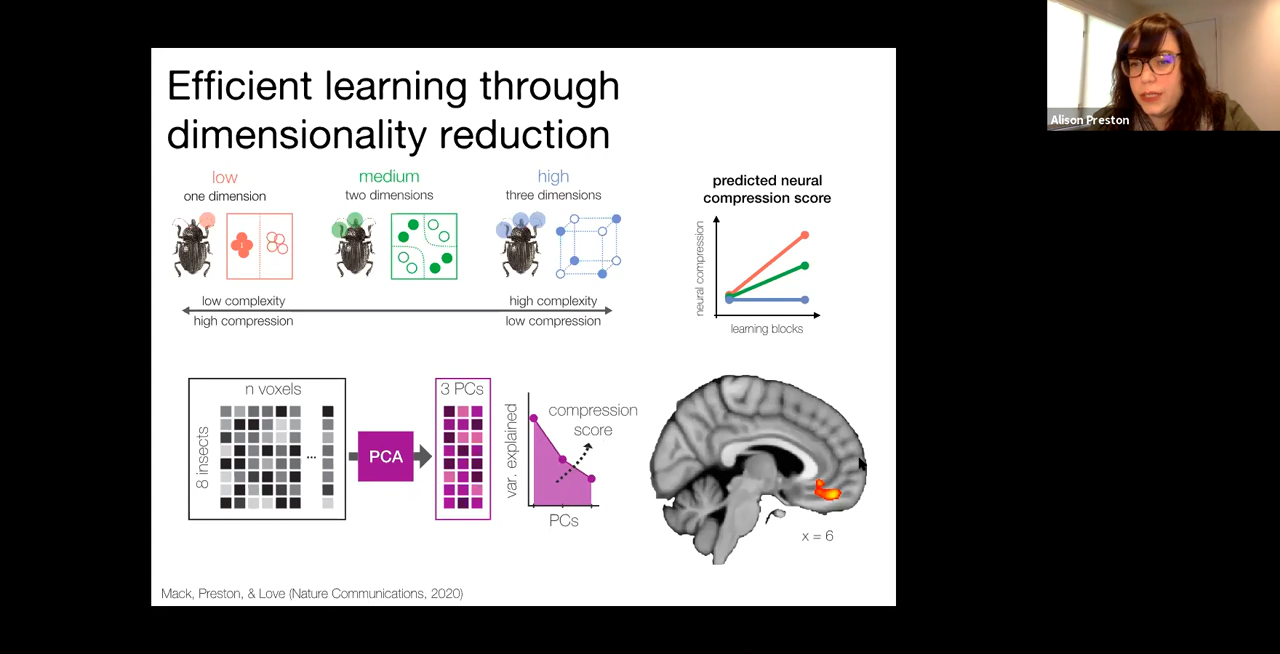 Efficient learning through
dimensionality reduction
low
one dimension
medium
two dimensions
high
three dimensions
low complexity
high compression
high complexity
low compression
predicted neural
compression score
neural compression
learning blocks
n voxels
8 insects
...
PCA
3 PCs
var. explained
compression
score
PCs
x = 6
Mack, Preston, & Love (Nature Communications, 2020)
Alison Preston